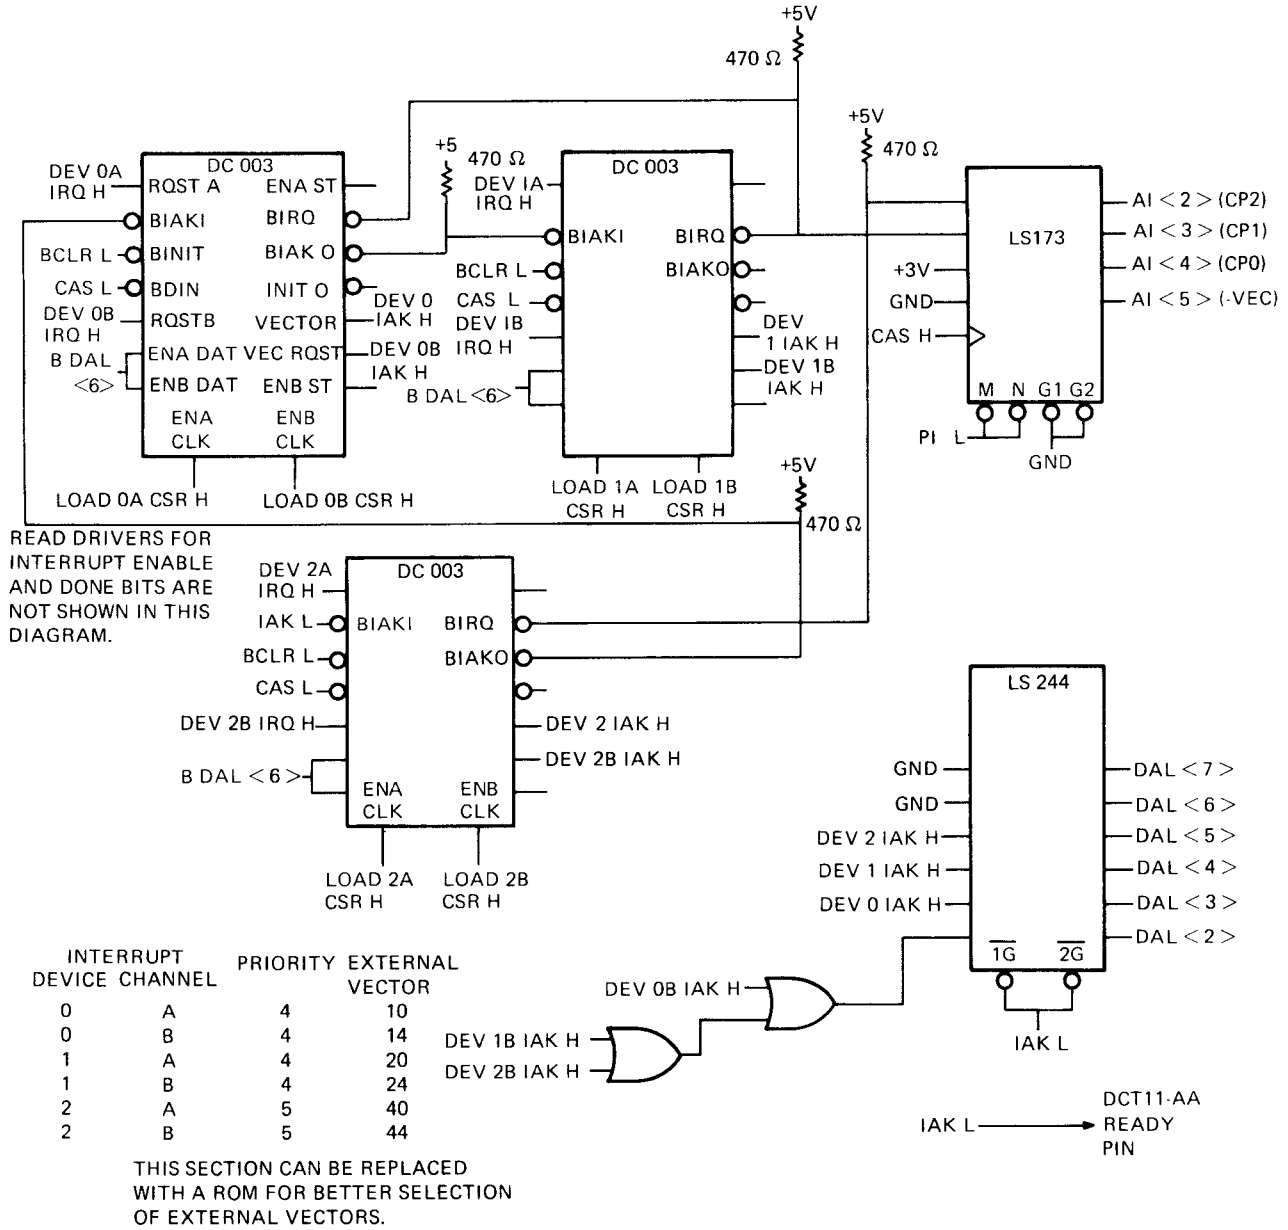 +5V
470 Ω
+5V
470 Ω
+5
470 Ω
DC 003
DEV 0A
IRQ H
RQST A
ENA ST
BIAKI
BIRQ
BCLR L
BINIT
BIAK O
CAS L
BDIN
INIT O
DEV 0B
IRQ H
RQSTB
VECTOR
DEV 0
IAK H
B DAL
<6>
ENA DAT
VEC RQST
DEV 0B
IAK H
ENB DAT
ENB ST
ENA
CLK
ENB
CLK
LOAD 0A CSR H
LOAD 0B CSR H
DC 003
DEV IA
IRQ H
BIAKI
BIRQ
BCLR L
BIAKO
CAS L
DEV IB
IRQ H
DEV
1 IAK H
B DAL <6>
DEV 1B
IAK H
LOAD 1A
CSR H
LOAD 1B
CSR H
LS173
AI <2> (CP2)
AI <3> (CP1)
+3V
AI <4> (CP0)
GND
AI <5> (-VEC)
CAS H
M N G1 G2
PI L
GND
+5V
470 Ω
READ DRIVERS FOR
INTERRUPT ENABLE
AND DONE BITS ARE
NOT SHOWN IN THIS
DIAGRAM.
DC 003
DEV 2A
IRQ H
IAK L
BIAKI
BIRQ
BCLR L
BIAKO
CAS L
DEV 2B IRQ H
DEV 2 IAK H
B DAL <6>
DEV 2B IAK H
ENA
CLK
ENB
CLK
LOAD 2A
CSR H
LOAD 2B
CSR H
LS 244
GND
DAL <7>
GND
DAL <6>
DEV 2 IAK H
DAL <5>
DEV 1 IAK H
DAL <4>
DEV 0 IAK H
DAL <3>
DAL <2>
1G 2G
IAK L
DEV 0B IAK H
DEV 1B IAK H
DEV 2B IAK H
INTERRUPT
DEVICE CHANNEL PRIORITY EXTERNAL
VECTOR
0 A 4 10
0 B 4 14
1 A 4 20
1 B 4 24
2 A 5 40
2 B 5 44
IAK L
DCT11-AA
READY
PIN
THIS SECTION CAN BE REPLACED
WITH A ROM FOR BETTER SELECTION
OF EXTERNAL VECTORS.